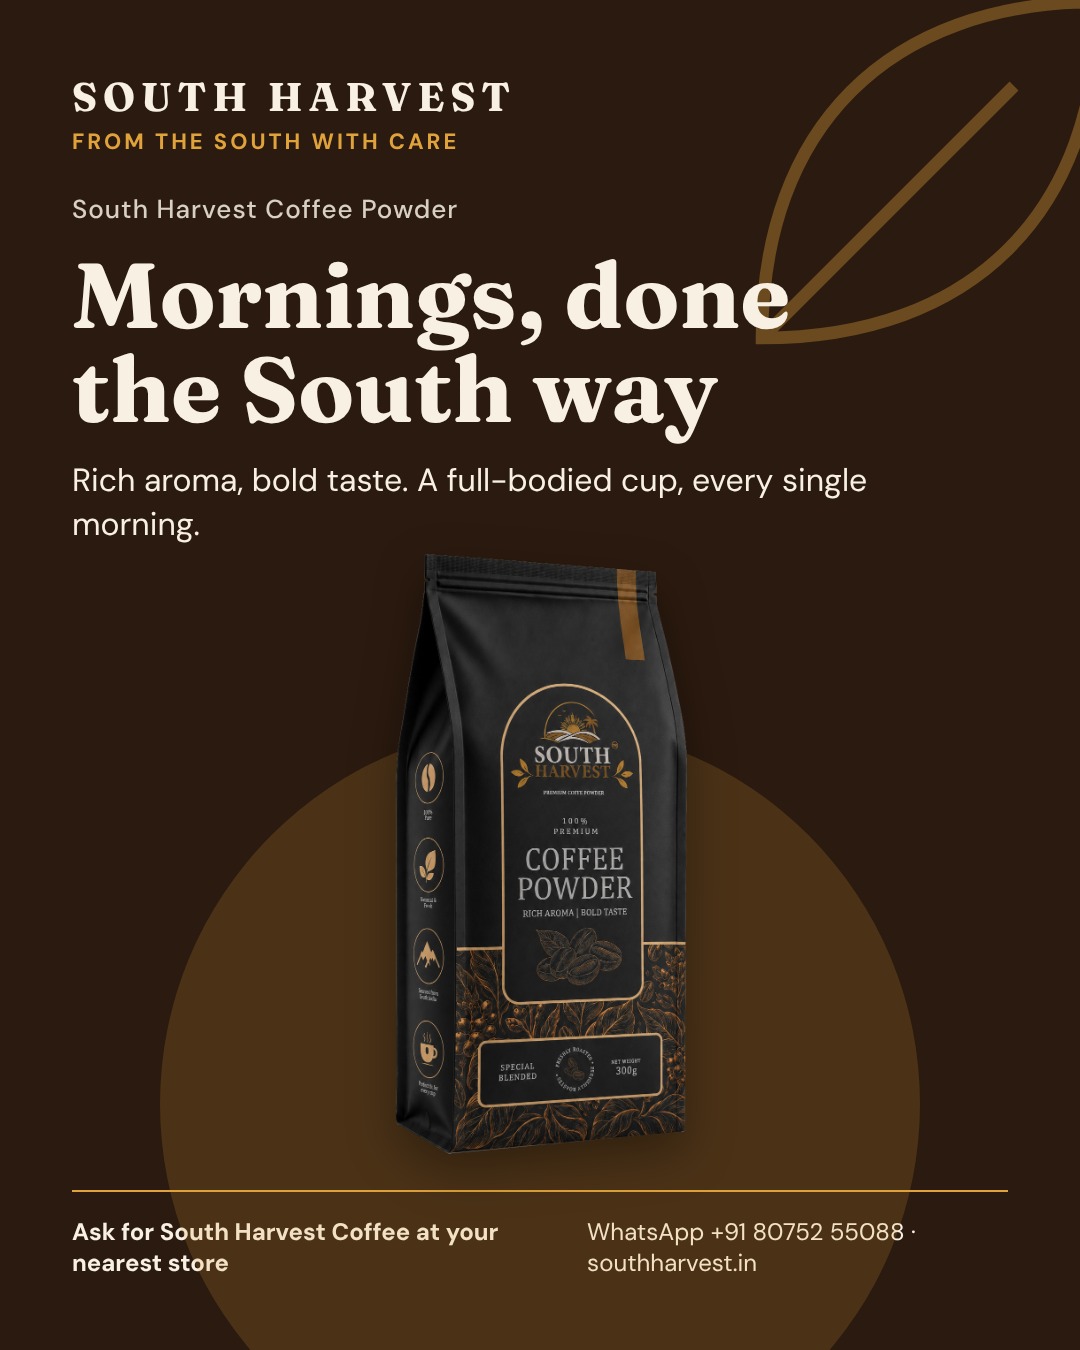 SOUTH HARVEST
FROM THE SOUTH WITH CARE
South Harvest Coffee Powder
Mornings, done
the South way
Rich aroma, bold taste. A full-bodied cup, every single
morning.
SOUTH
HARVEST
100%
PREMIUM
COFFEE
POWDER
RICH AROMA | BOLD TASTE
SPECIAL
BLENDED
NET WEIGHT
300g
Ask for South Harvest Coffee at your
nearest store
WhatsApp +91 80752 55088 ·
southharvest.in